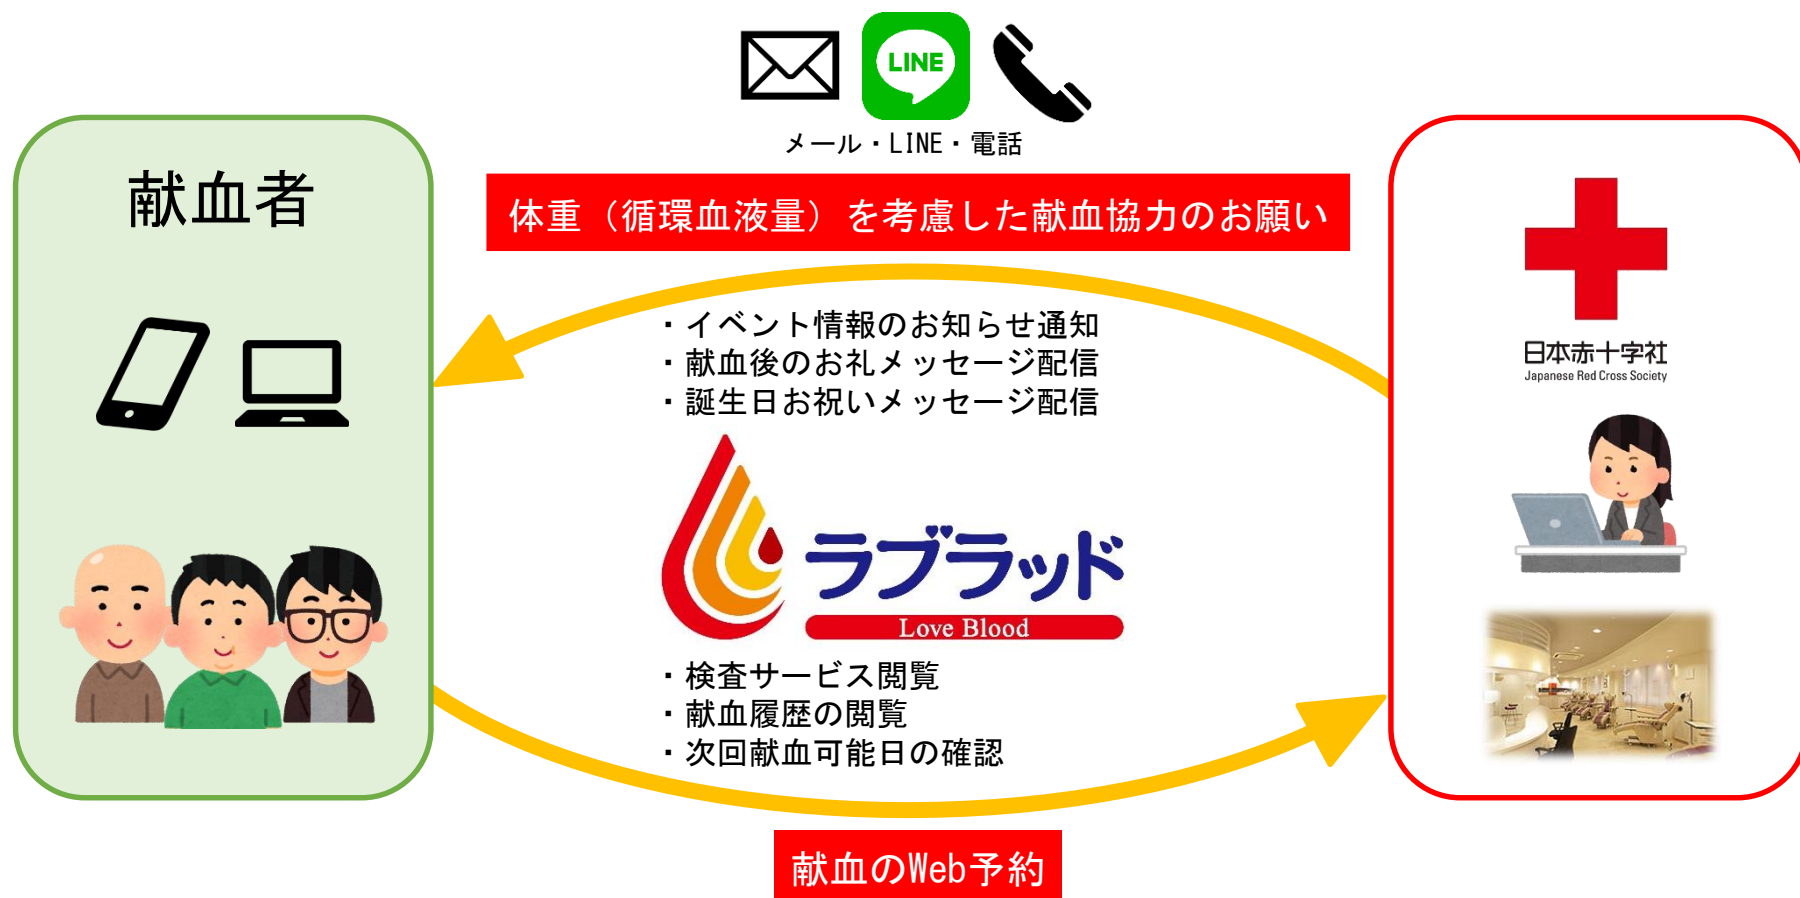 LINE
メール・LINE・電話
献血者
体重（循環血液量）を考慮した献血協力のお願い
・イベント情報のお知らせ通知
・献血後のお礼メッセージ配信
・誕生日お祝いメッセージ配信
日本赤十字社
Japanese Red Cross Society
ラブラッド
Love Blood
・検査サービス閲覧
・献血履歴の閲覧
・次回献血可能日の確認
献血のWeb予約